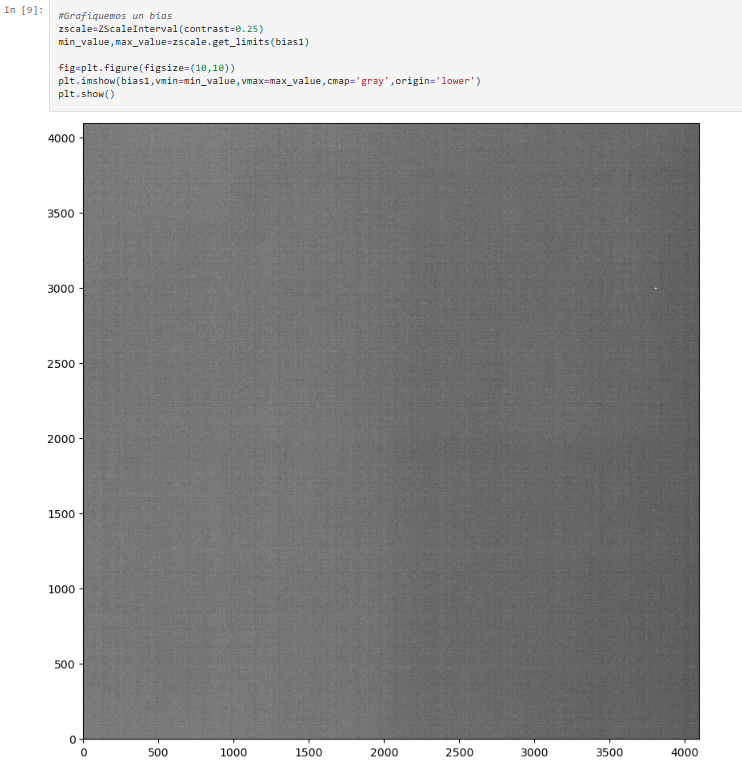 In [9]:
#Grafiquemos un bias
zscale=ZScaleInterval(contrast=0.25)
min_value,max_value=zscale.get_limits(bias1)
fig=plt.figure(figsize=(10,10))
plt.imshow(bias1,vmin=min_value,vmax=max_value,cmap='gray',origin='lower')
plt.show()
4000
3500
3000
2500
2000
1500
1000
500
0
0 500 1000 1500 2000 2500 3000 3500 4000